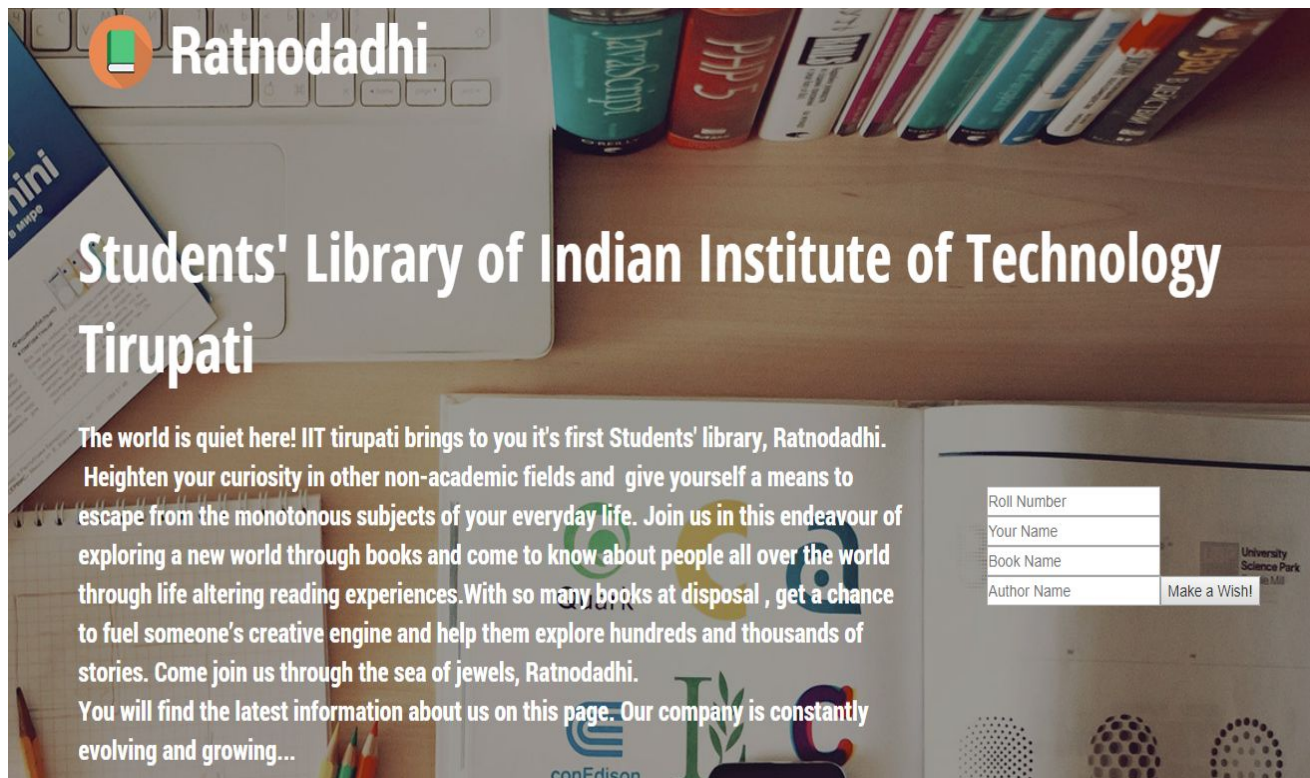 Ratnodadhi
JavaScript
PHP 5
mini
в мире
Students' Library of Indian Institute of Technology
Tirupati
The world is quiet here! IIT tirupati brings to you it's first Students' library, Ratnodadhi.
Heighten your curiosity in other non-academic fields and give yourself a means to
escape from the monotonous subjects of your everyday life. Join us in this endeavour of
exploring a new world through books and come to know about people all over the world
through life altering reading experiences.With so many books at disposal , get a chance
to fuel someone's creative engine and help them explore hundreds and thousands of
stories. Come join us through the sea of jewels, Ratnodadhi.
You will find the latest information about us on this page. Our company is constantly
evolving and growing...
Roll Number
Your Name
Book Name
Author Name Make a Wish!
Quark
University
Science Park
conEdison